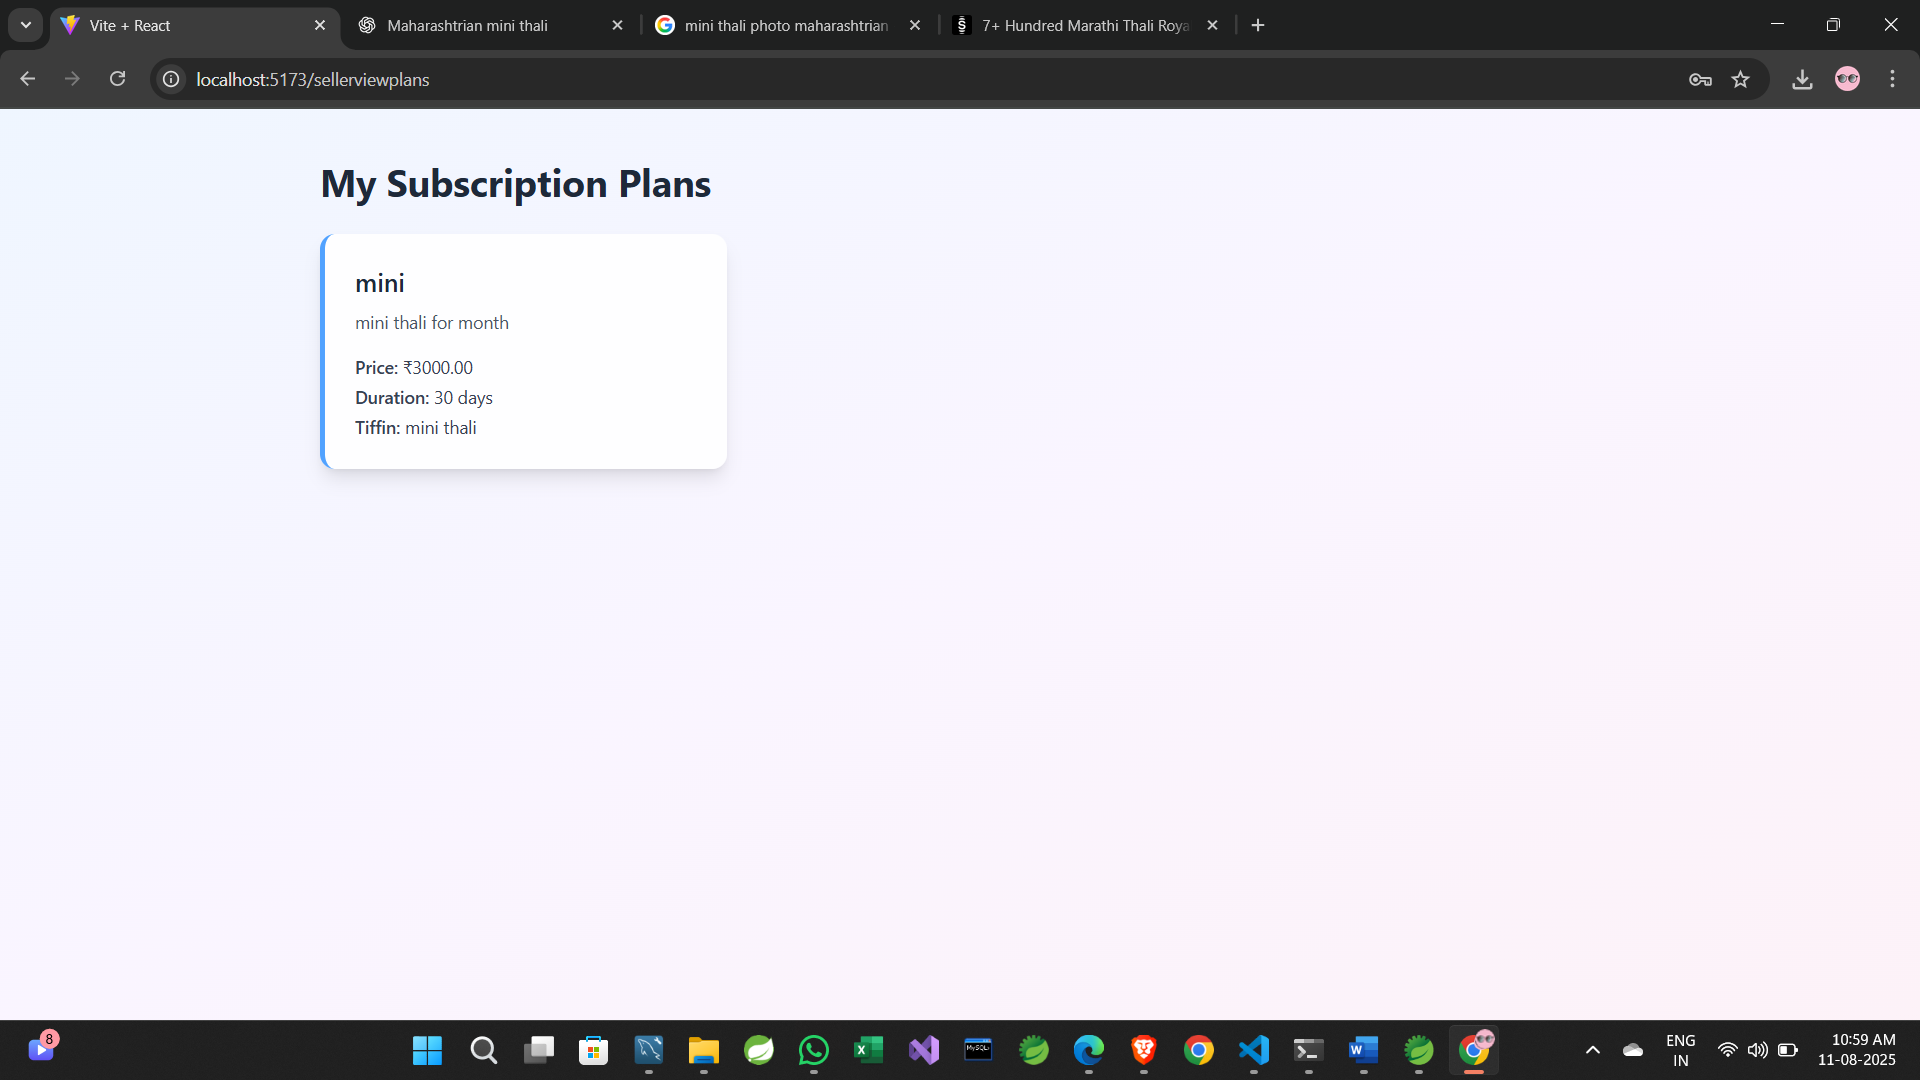 Vite + React
Maharashtrian mini thali
mini thali photo maharashtrian
7+ Hundred Marathi Thali Roya
localhost:5173/sellerviewplans
My Subscription Plans
mini
mini thali for month
Price: ₹3000.00
Duration: 30 days
Tiffin: mini thali
8
MySQL
ENG
IN
10:59 AM
11-08-2025